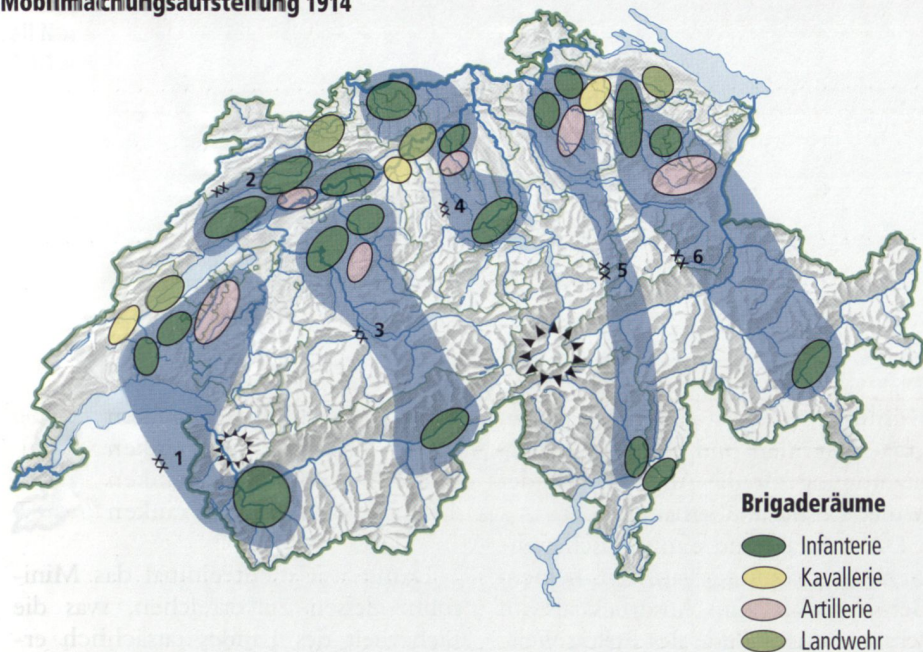 Mobilmachungsaufstellung 1914
2
4
5
6
3
1
Brigaderäume
Infanterie
Kavallerie
Artillerie
Landwehr